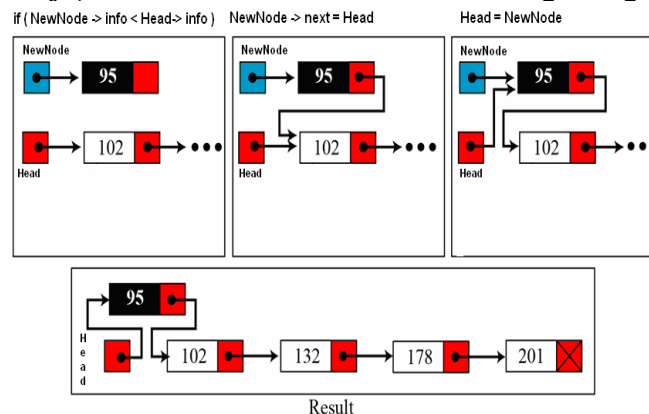 if ( NewNode -> info < Head-> info )
NewNode -> next = Head
Head = NewNode
NewNode
95
102
Head
NewNode
95
102
Head
NewNode
95
102
Head
95
Head
102
132
178
201
Result